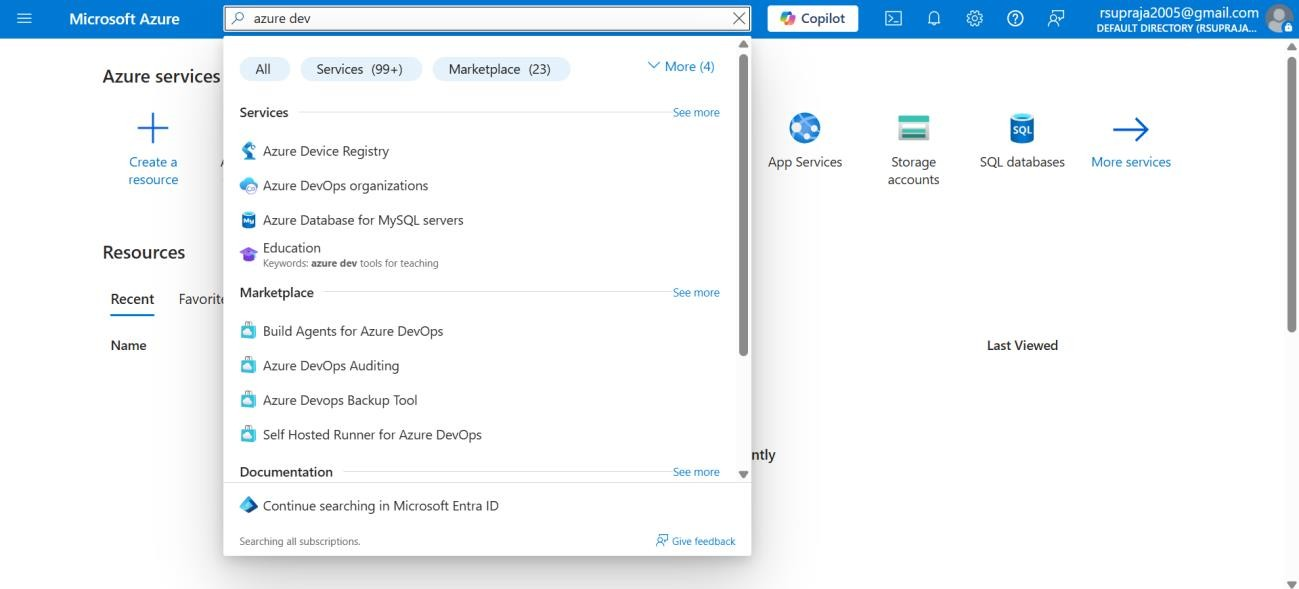 Microsoft Azure
azure dev
Copilot
rsupraja2005@gmail.com
DEFAULT DIRECTORY (RSUPRAJA...
All
Services (99+)
Marketplace (23)
More (4)
Azure services
Services
See more
Create a
resource
A
Azure Device Registry
Azure DevOps organizations
Azure Database for MySQL servers
Education
Keywords: azure dev tools for teaching
App Services
Storage
accounts
SQL
SQL databases
More services
Resources
Recent
Favorite
Marketplace
See more
Name
Last Viewed
Build Agents for Azure DevOps
Azure DevOps Auditing
Azure Devops Backup Tool
Self Hosted Runner for Azure DevOps
ntly
Documentation
See more
Continue searching in Microsoft Entra ID
Searching all subscriptions.
Give feedback